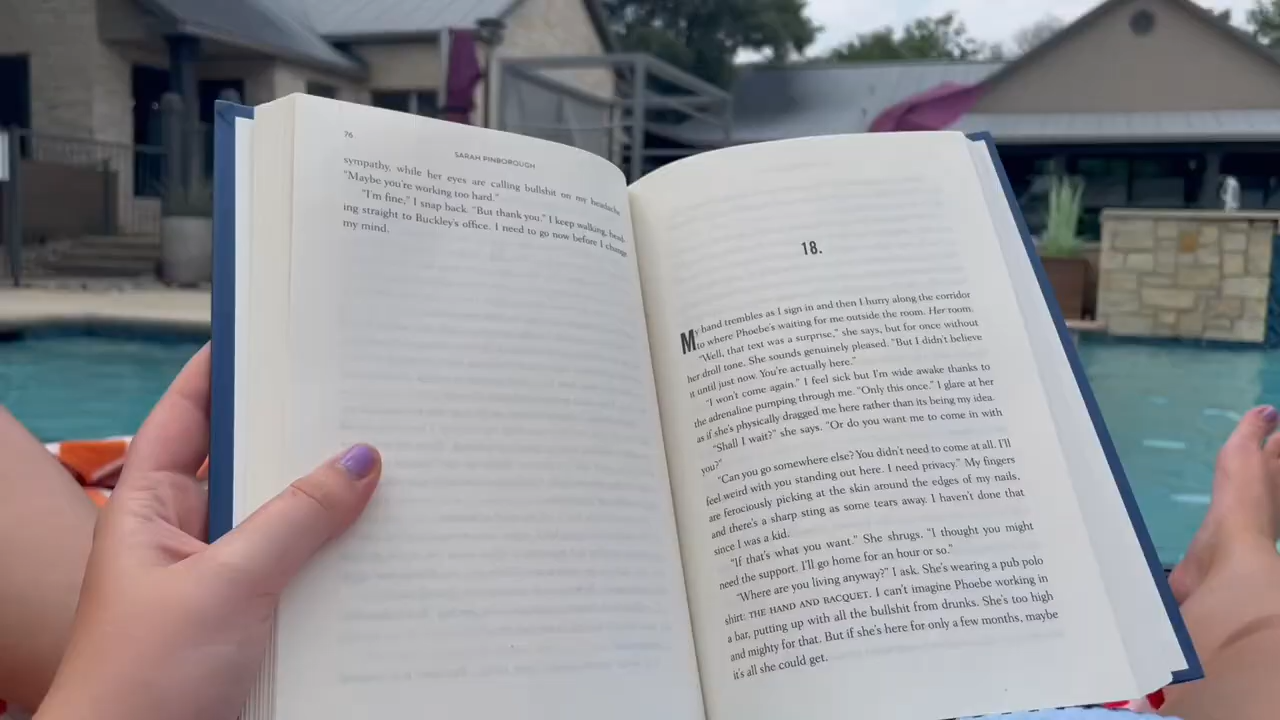 76
SARAH PINBOROUGH
sympathy, while her eyes are calling bullshit on my headache.
"Maybe you're working too hard."
"I'm fine," I snap back. "But thank you." I keep walking, head-
ing straight to Buckley's office. I need to go now before I change
my mind.
18.
My hand trembles as I sign in and then I hurry along the corridor
to where Phoebe's waiting for me outside the room. Her room.
"Well, that text was a surprise," she says, but for once without
her droll tone. She sounds genuinely pleased. "But I didn't believe
it until just now. You're actually here."
"I won't come again." I feel sick but I'm wide awake thanks to
the adrenaline pumping through me. "Only this once." I glare at her
as if she's physically dragged me here rather than its being my idea.
"Shall I wait?" she says. "Or do you want me to come in with
you?"
"Can you go somewhere else? You didn't need to come at all. I'll
feel weird with you standing out here. I need privacy." My fingers
are ferociously picking at the skin around the edges of my nails,
and there's a sharp sting as some tears away. I haven't done that
since I was a kid.
"If that's what you want." She shrugs. "I thought you might
need the support. I'll go home for an hour or so."
"Where are you living anyway?" I ask. She's wearing a pub polo
shirt: THE HAND AND RACQUET. I can't imagine Phoebe working in
a bar, putting up with all the bullshit from drunks. She's too high
and mighty for that. But if she's here for only a few months, maybe
it's all she could get.